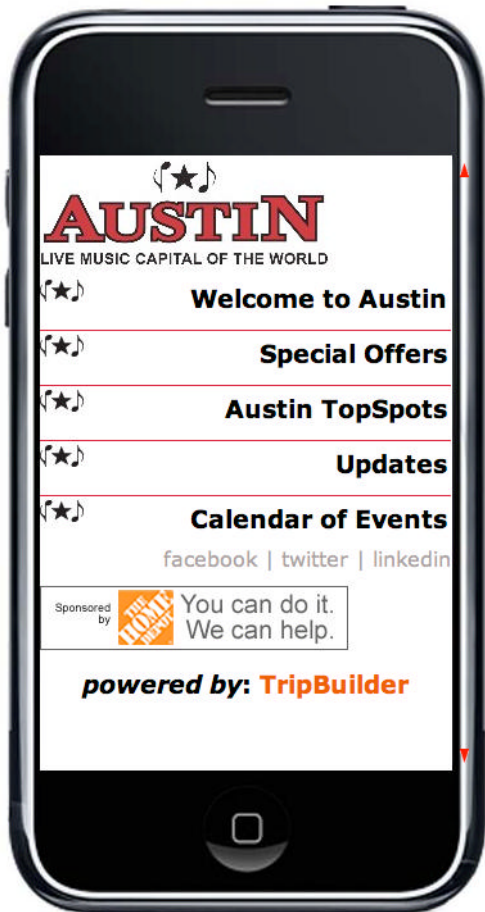 AUSTIN
LIVE MUSIC CAPITAL OF THE WORLD
Welcome to Austin
Special Offers
Austin TopSpots
Updates
Calendar of Events
facebook | twitter | linkedin
Sponsored
by
THE
HOME
DEPOT
You can do it.
We can help.
powered by: TripBuilder